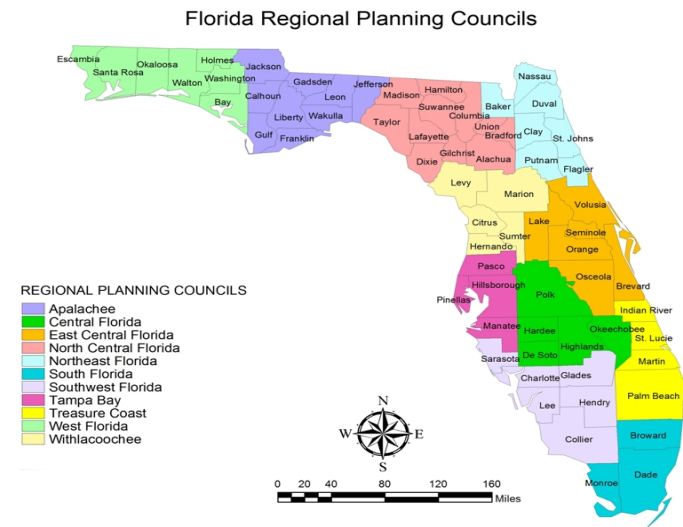 Florida Regional Planning Councils
Escambia
Santa Rosa
Okaloosa
Walton
Holmes
Washington
Bay
Jackson
Calhoun
Gulf
Gadsden
Liberty
Franklin
Leon
Wakulla
Jefferson
Madison
Taylor
Hamilton
Suwannee
Columbia
Lafayette
Dixie
Gilchrist
Union
Bradford
Alachua
Baker
Nassau
Duval
Clay
St. Johns
Putnam
Flagler
Levy
Marion
Citrus
Sumter
Hernando
Lake
Volusia
Seminole
Orange
Osceola
Brevard
Pasco
Hillsborough
Pinellas
Manatee
Polk
Hardee
Highlands
Okeechobee
De Soto
Indian River
St. Lucie
Martin
Palm Beach
Sarasota
Charlotte
Glades
Lee
Hendry
Collier
Broward
Dade
Monroe
REGIONAL PLANNING COUNCILS
Apalachee
Central Florida
East Central Florida
North Central Florida
Northeast Florida
South Florida
Southwest Florida
Tampa Bay
Treasure Coast
West Florida
Withlacoochee
N
W E
S
0 20 40 80 120 160
Miles